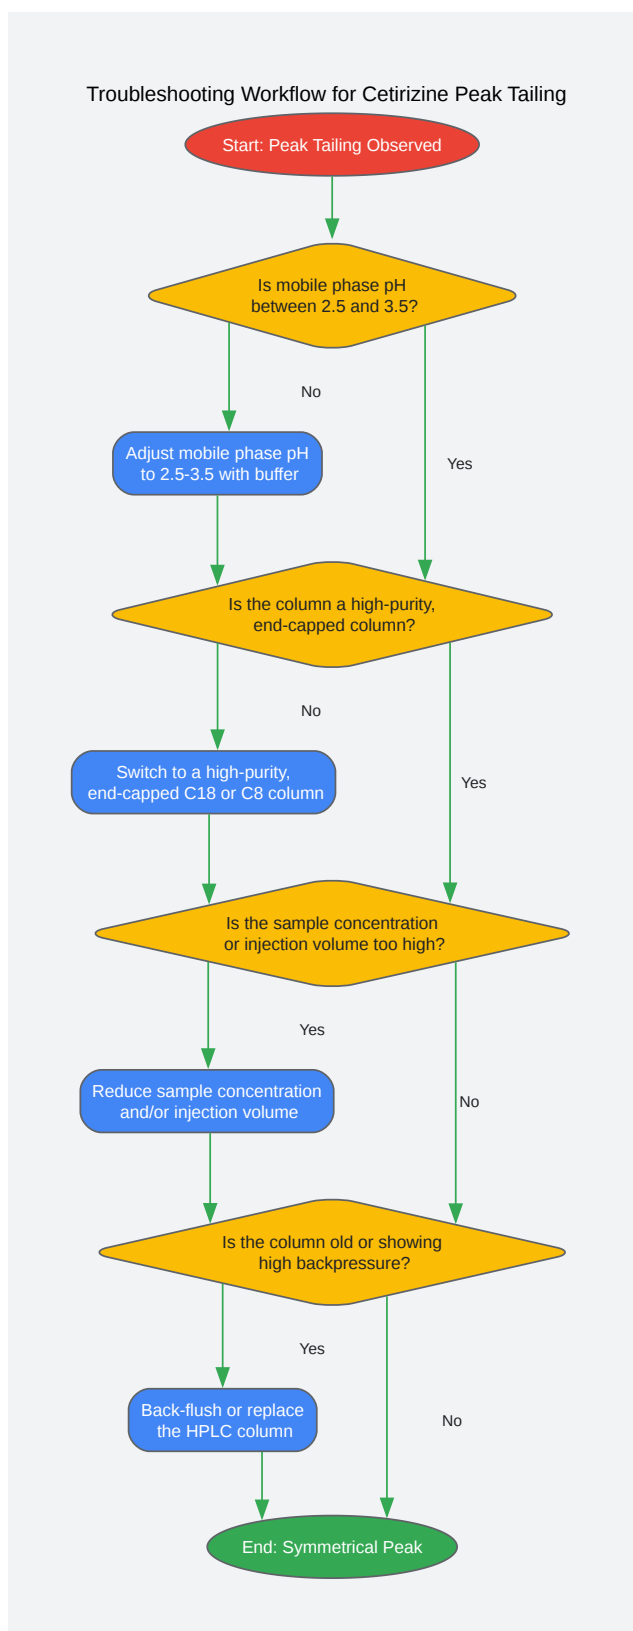 Troubleshooting Workflow for Cetirizine Peak Tailing
Start: Peak Tailing Observed
Is mobile phase pH
between 2.5 and 3.5?
No
Adjust mobile phase pH
to 2.5-3.5 with buffer
Yes
Is the column a high-purity,
end-capped column?
No
Switch to a high-purity,
end-capped C18 or C8 column
Yes
Is the sample concentration
or injection volume too high?
Yes
Reduce sample concentration
and/or injection volume
No
Is the column old or showing
high backpressure?
Yes
Back-flush or replace
the HPLC column
No
End: Symmetrical Peak